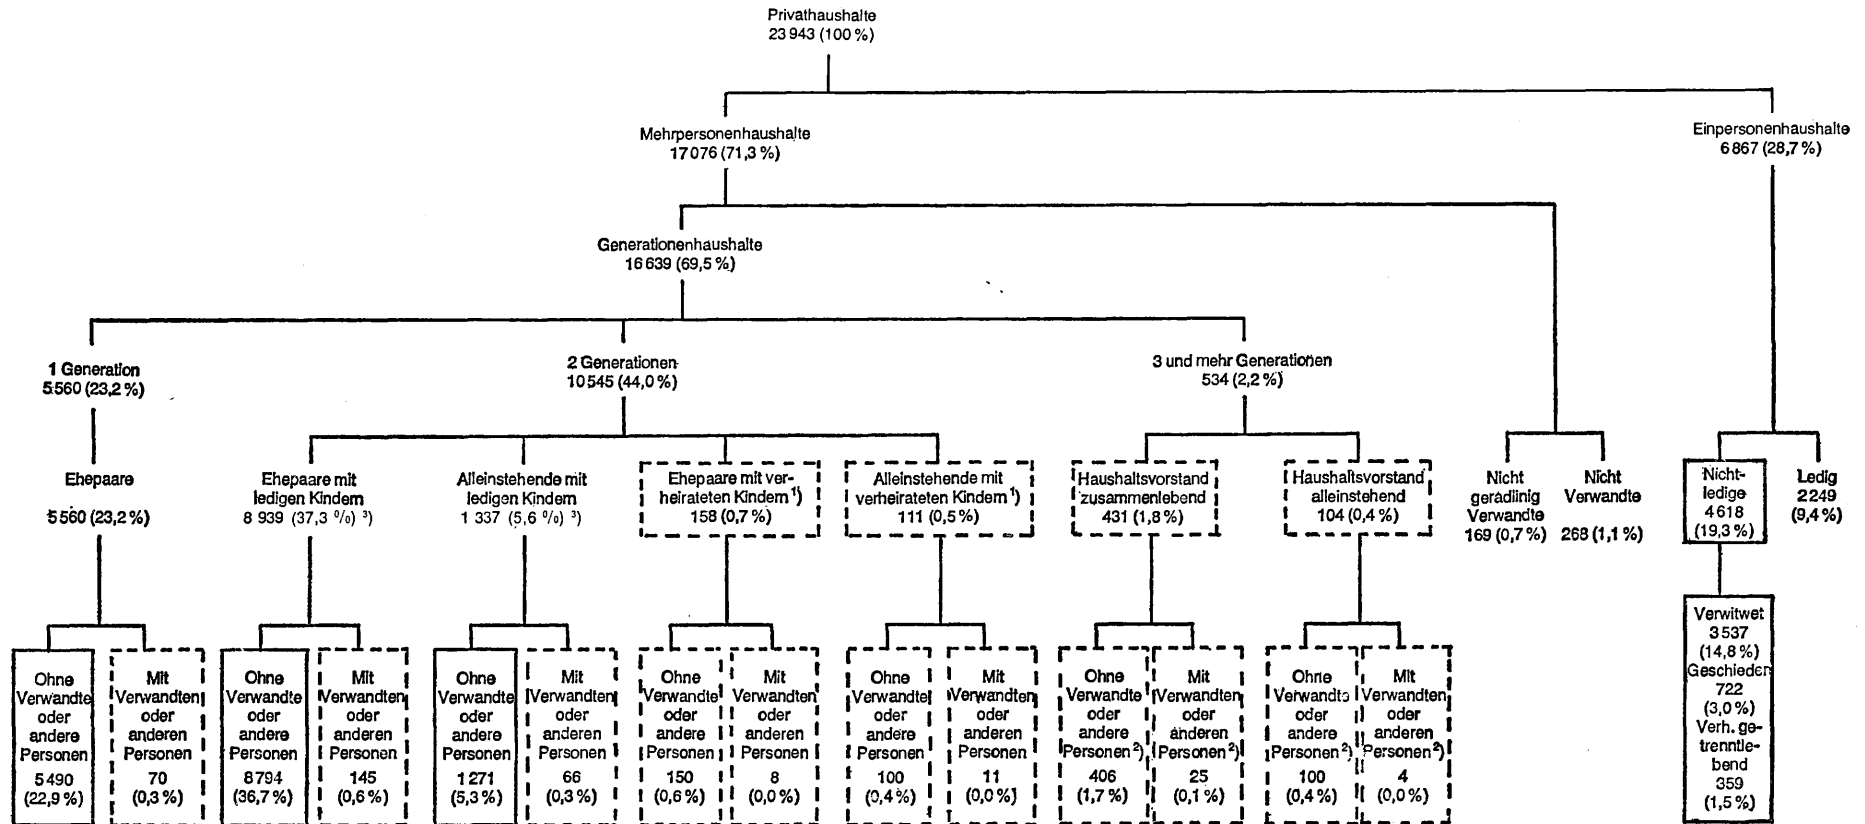 Privathaushalte
23 943 (100 %)
Mehrpersonenhaushalte
17 076 (71,3 %)
Einpersonenhaushalte
6 867 (28,7 %)
Generationenhaushalte
16 639 (69,5 %)
1 Generation
5 560 (23,2 %)
2 Generationen
10 545 (44,0 %)
3 und mehr Generationen
534 (2,2 %)
Ehepaare
5 560 (23,2 %)
Ehepaare mit
ledigen Kindern
8 939 (37,3 %) ³)
Alleinstehende mit
ledigen Kindern
1 337 (5,6 %) ³)
Ehepaare mit ver-
heirateten Kindern ¹)
158 (0,7 %)
Alleinstehende mit
verheirateten Kindern ¹)
111 (0,5 %)
Haushaltsvorstand
zusammenlebend
431 (1,8 %)
Haushaltsvorstand
alleinstehend
104 (0,4 %)
Nicht
geradlinig
Verwandte
169 (0,7 %)
Nicht
Verwandte
268 (1,1 %)
Nicht-
ledige
4 618
(19,3 %)
Ledig
2 249
(9,4 %)
Ohne
Verwandte
oder
andere
Personen
5 490
(22,9 %)
Mit
Verwandten
oder
anderen
Personen
70
(0,3 %)
Ohne
Verwandte
oder
andere
Personen
8 794
(36,7 %)
Mit
Verwandten
oder
anderen
Personen
145
(0,6 %)
Ohne
Verwandte
oder
andere
Personen
1 271
(5,3 %)
Mit
Verwandten
oder
anderen
Personen
66
(0,3 %)
Ohne
Verwandte
oder
andere
Personen
150
(0,6 %)
Mit
Verwandten
oder
anderen
Personen
8
(0,0 %)
Ohne
Verwandte
oder
andere
Personen
100
(0,4 %)
Mit
Verwandten
oder
anderen
Personen
11
(0,0 %)
Ohne
Verwandte
oder
andere
Personen ²)
406
(1,7 %)
Mit
Verwandten
oder
anderen
Personen ²)
25
(0,1 %)
Ohne
Verwandte
oder
andere
Personen ²)
100
(0,4 %)
Mit
Verwandten
oder
anderen
Personen ²)
4
(0,0 %)
Verwitwet
3 537
(14,8 %)
Geschieden
722
(3,0 %)
Verh. ge-
trenntle-
bend
359
(1,5 %)